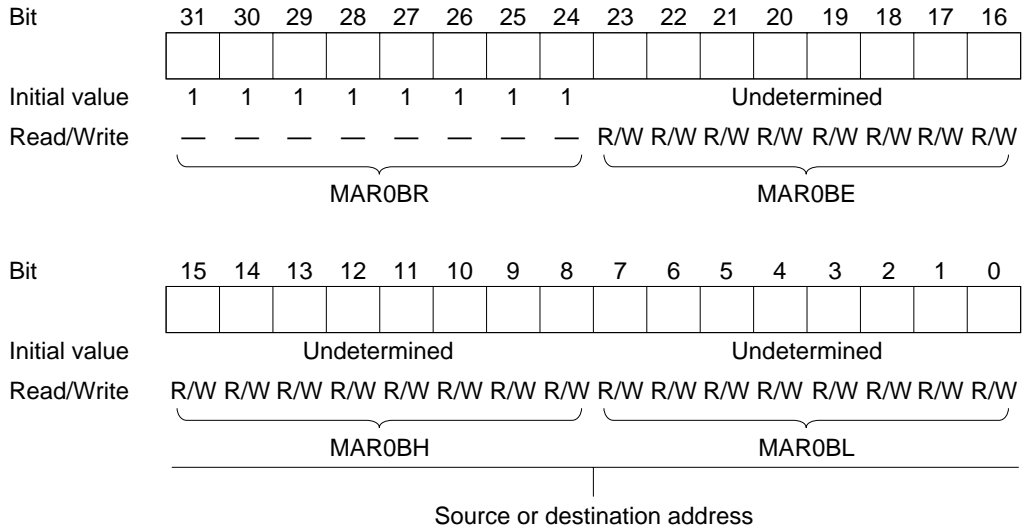 Bit 31 30 29 28 27 26 25 24 23 22 21 20 19 18 17 16
Initial value 1 1 1 1 1 1 1 1 Undetermined
Read/Write — — — — — — — — R/W R/W R/W R/W R/W R/W R/W R/W
MAR0BR MAR0BE
Bit 15 14 13 12 11 10 9 8 7 6 5 4 3 2 1 0
Initial value Undetermined Undetermined
Read/Write R/W R/W R/W R/W R/W R/W R/W R/W R/W R/W R/W R/W R/W R/W R/W R/W
MAR0BH MAR0BL
Source or destination address